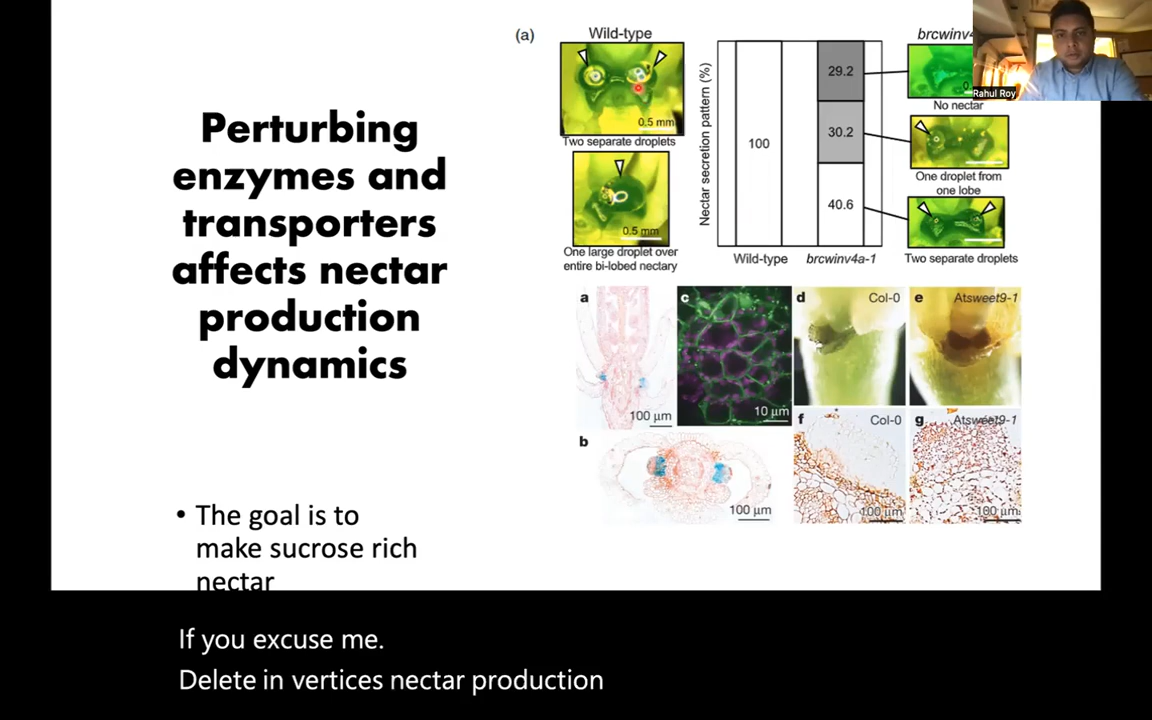 Perturbing
enzymes and
transporters
affects nectar
production
dynamics
• The goal is to
make sucrose rich
nectar
(a)
Wild-type
0.5 mm
Two separate droplets
0.5 mm
One large droplet over
entire bi-lobed nectary
Nectar secretion pattern (%)
100
29.2
30.2
40.6
Wild-type
brcwinv4a-1
No nectar
One droplet from
one lobe
Two separate droplets
Rahul Roy
a
100 µm
b
100 µm
c
10 µm
d
Col-0
e
Atsweet9-1
f
Col-0
100 µm
g
Atsweet9-1
100 µm
If you excuse me.
Delete in vertices nectar production